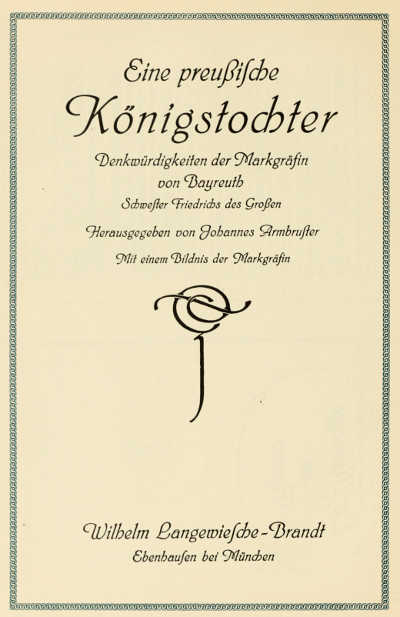 Eine preußiſche
Königstochter
Denkwürdigkeiten der Markgräfin
von Bayreuth
Schweſter Friedrichs des Großen
Herausgegeben von Johannes Armbruſter
Mit einem Bildnis der Markgräfin
Wilhelm Langewieſche-Brandt
Ebenhauſen bei München